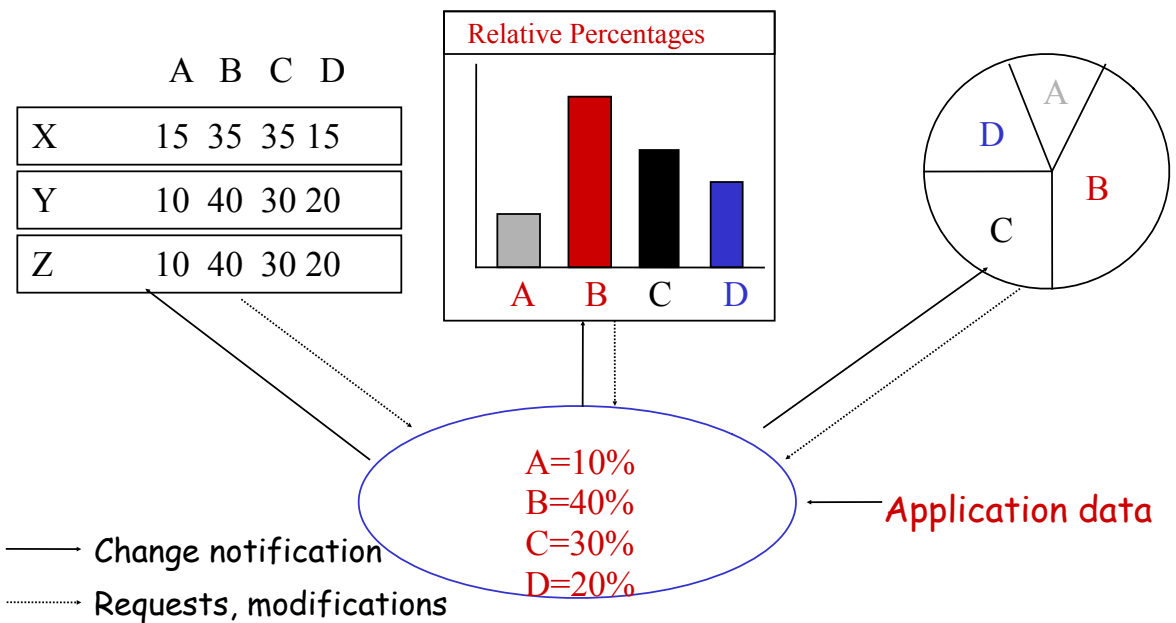 A B C D
X 15 35 35 15
Y 10 40 30 20
Z 10 40 30 20
Relative Percentages
A B C D
A
D
B
C
A=10%
B=40%
C=30%
D=20%
Application data
Change notification
Requests, modifications